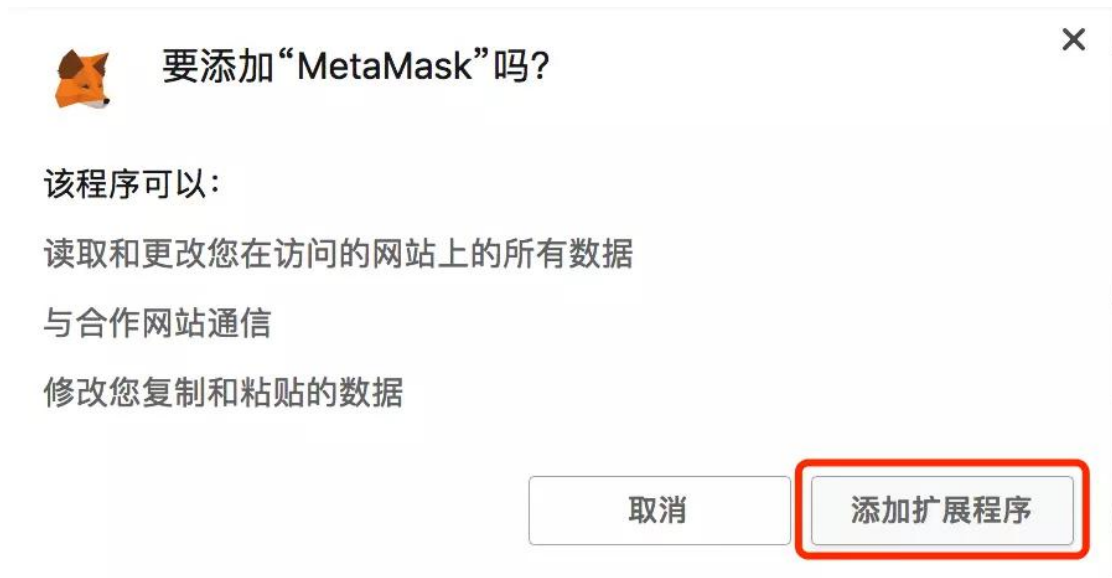 要添加“MetaMask”吗?
该程序可以：
读取和更改您在访问的网站上的所有数据
与合作网站通信
修改您复制和粘贴的数据
取消
添加扩展程序